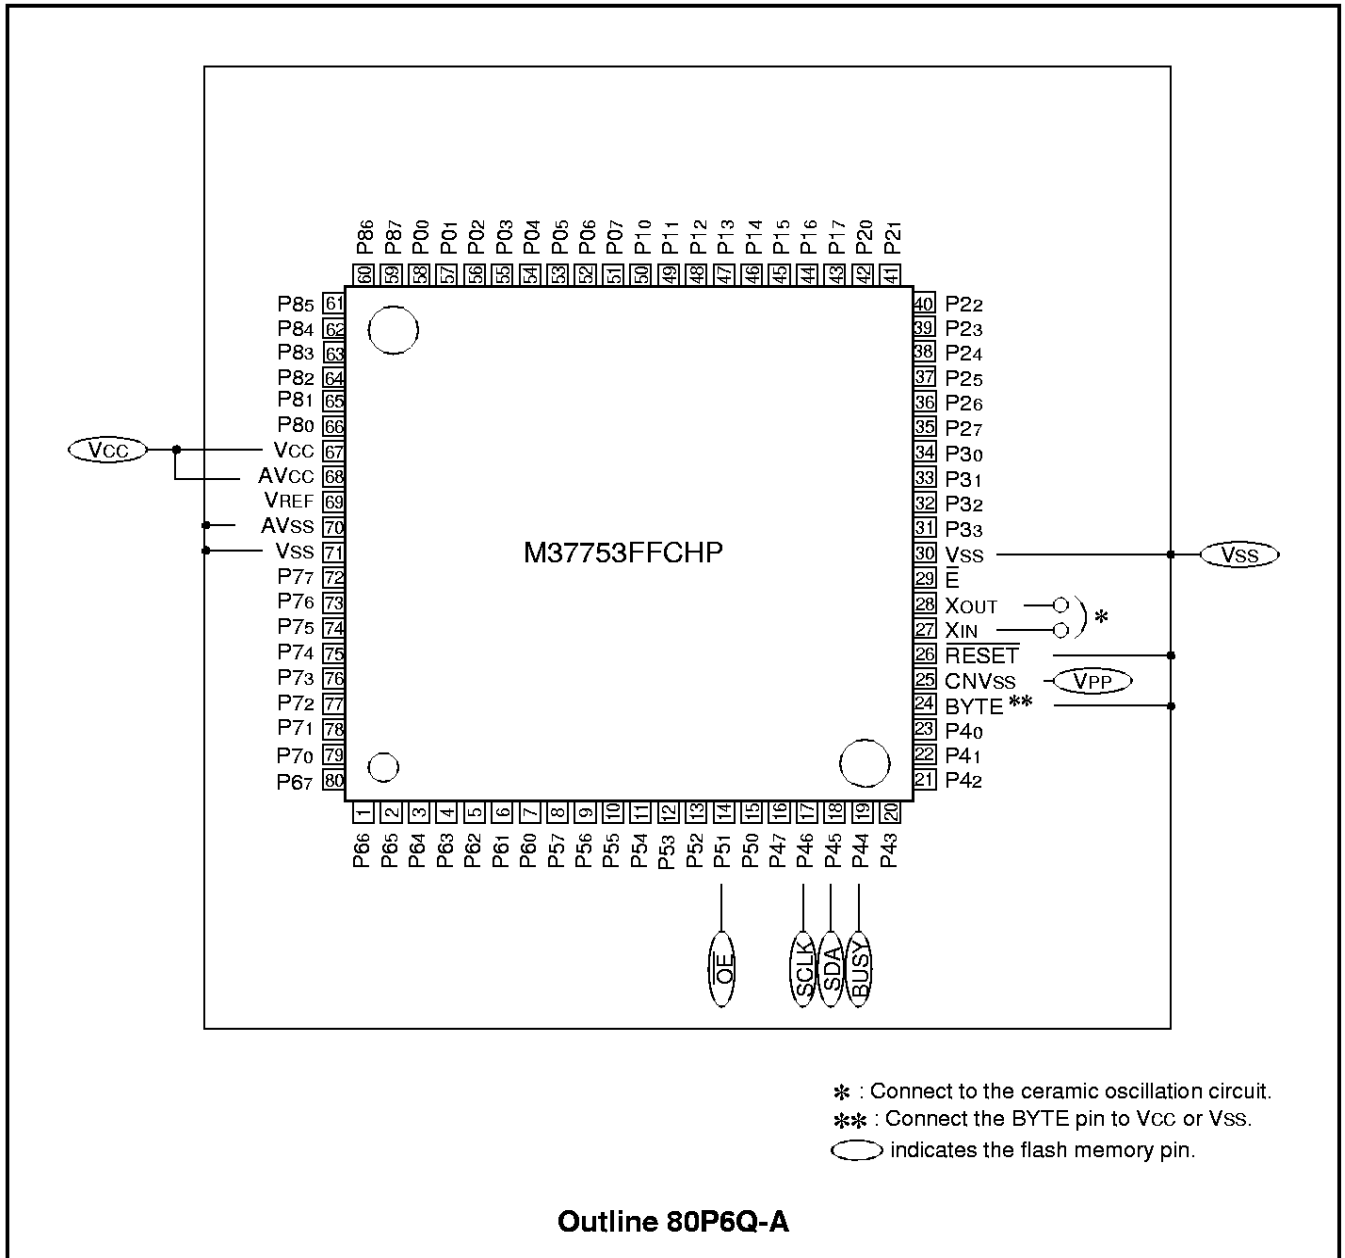 P86 P87 P00 P01 P02 P03 P04 P05 P06 P07 P10 P11 P12 P13 P14 P15 P16 P17 P20 P21
60 59 58 57 56 55 54 53 52 51 50 49 48 47 46 45 44 43 42 41
P85 61
P84 62
P83 63
P82 64
P81 65
P80 66
VCC VCC 67
AVCC 68
VREF 69
AVSS 70
VSS 71
P77 72
P76 73
P75 74
P74 75
P73 76
P72 77
P71 78
P70 79
P67 80
M37753FFCHP
40 P22
39 P23
38 P24
37 P25
36 P26
35 P27
34 P30
33 P31
32 P32
31 P33
30 VSS VSS
29 E
28 XOUT
27 XIN *
26 RESET
25 CNVSS VPP
24 BYTE **
23 P40
22 P41
21 P42
1 2 3 4 5 6 7 8 9 10 11 12 13 14 15 16 17 18 19 20
P66 P65 P64 P63 P62 P61 P60 P57 P56 P55 P54 P53 P52 P51 P50 P47 P46 P45 P44 P43
OE SCLK SDA BUSY
* : Connect to the ceramic oscillation circuit.
** : Connect the BYTE pin to VCC or VSS.
indicates the flash memory pin.
Outline 80P6Q-A